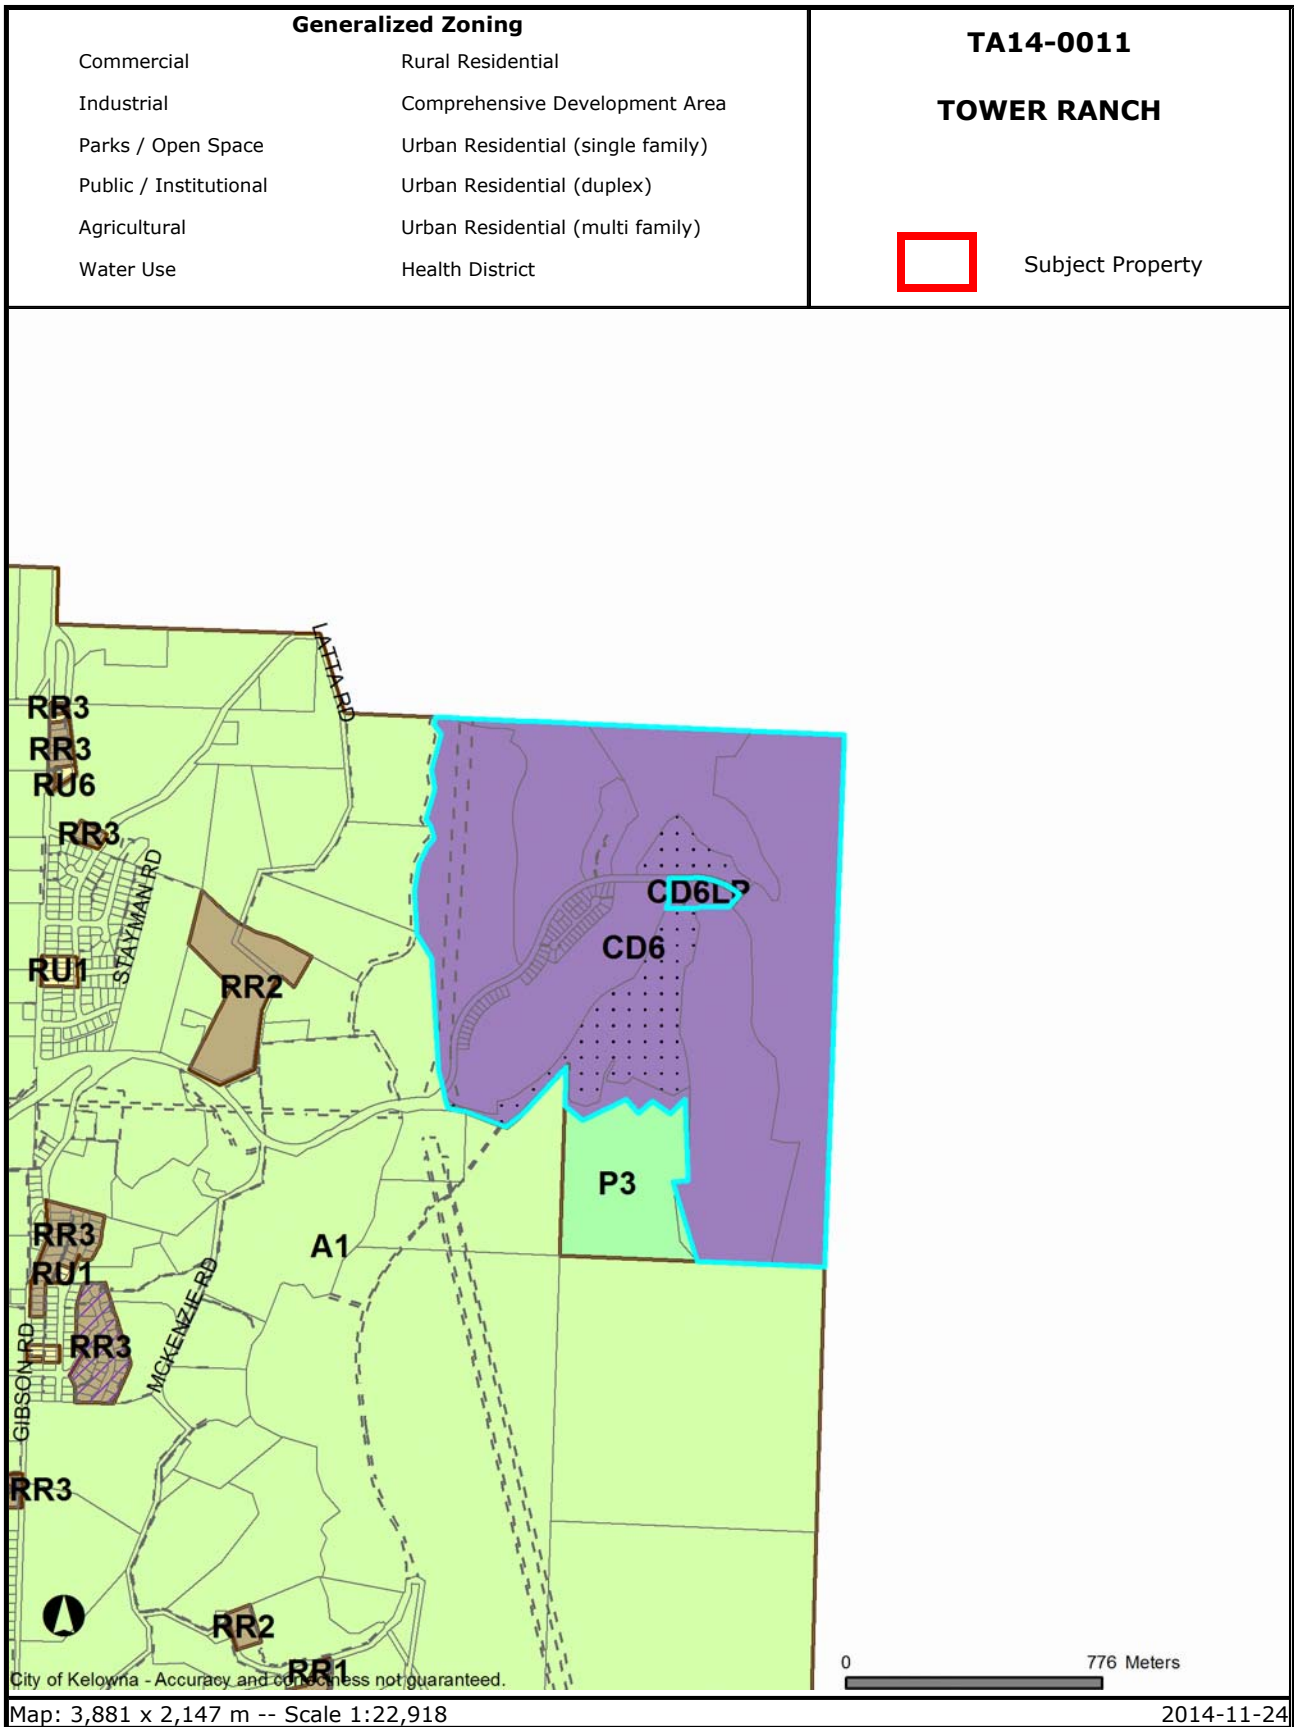 Generalized Zoning
Commercial
Rural Residential
Industrial
Comprehensive Development Area
Parks / Open Space
Urban Residential (single family)
Public / Institutional
Urban Residential (duplex)
Agricultural
Urban Residential (multi family)
Water Use
Health District
TA14-0011
TOWER RANCH
Subject Property
LATTA RD
RR3
RR3
RU6
RR3
STAYMAN RD
CD6LP
CD6
RU1
RR2
P3
RR3
A1
RU1
MCKENZIE RD
RR3
GIBSON RD
RR3
RR2
RR1
City of Kelowna - Accuracy and correctness not guaranteed.
0 776 Meters
Map: 3,881 x 2,147 m -- Scale 1:22,918
2014-11-24